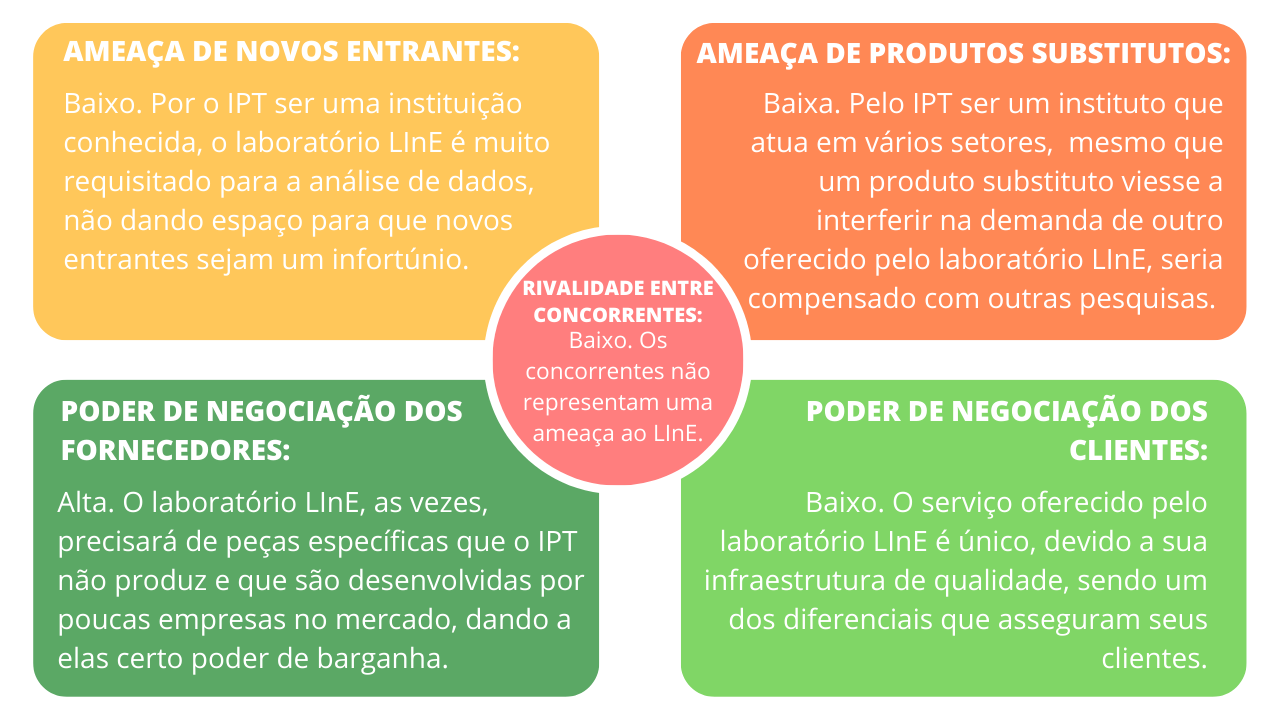 AMEAÇA DE NOVOS ENTRANTES:
Baixo. Por o IPT ser uma instituição
conhecida, o laboratório LInE é muito
requisitado para a análise de dados,
não dando espaço para que novos
entrantes sejam um infortúnio.
AMEAÇA DE PRODUTOS SUBSTITUTOS:
Baixa. Pelo IPT ser um instituto que
atua em vários setores,  mesmo que
um produto substituto viesse a
interferir na demanda de outro
oferecido pelo laboratório LInE, seria
compensado com outras pesquisas.
RIVALIDADE ENTRE
CONCORRENTES:
Baixo. Os
concorrentes não
representam uma
ameaça ao LInE.
PODER DE NEGOCIAÇÃO DOS
FORNECEDORES:
Alta. O laboratório LInE, as vezes,
precisará de peças específicas que o IPT
não produz e que são desenvolvidas por
poucas empresas no mercado, dando a
elas certo poder de barganha.
PODER DE NEGOCIAÇÃO DOS
CLIENTES:
Baixo. O serviço oferecido pelo
laboratório LInE é único, devido a sua
infraestrutura de qualidade, sendo um
dos diferenciais que asseguram seus
clientes.